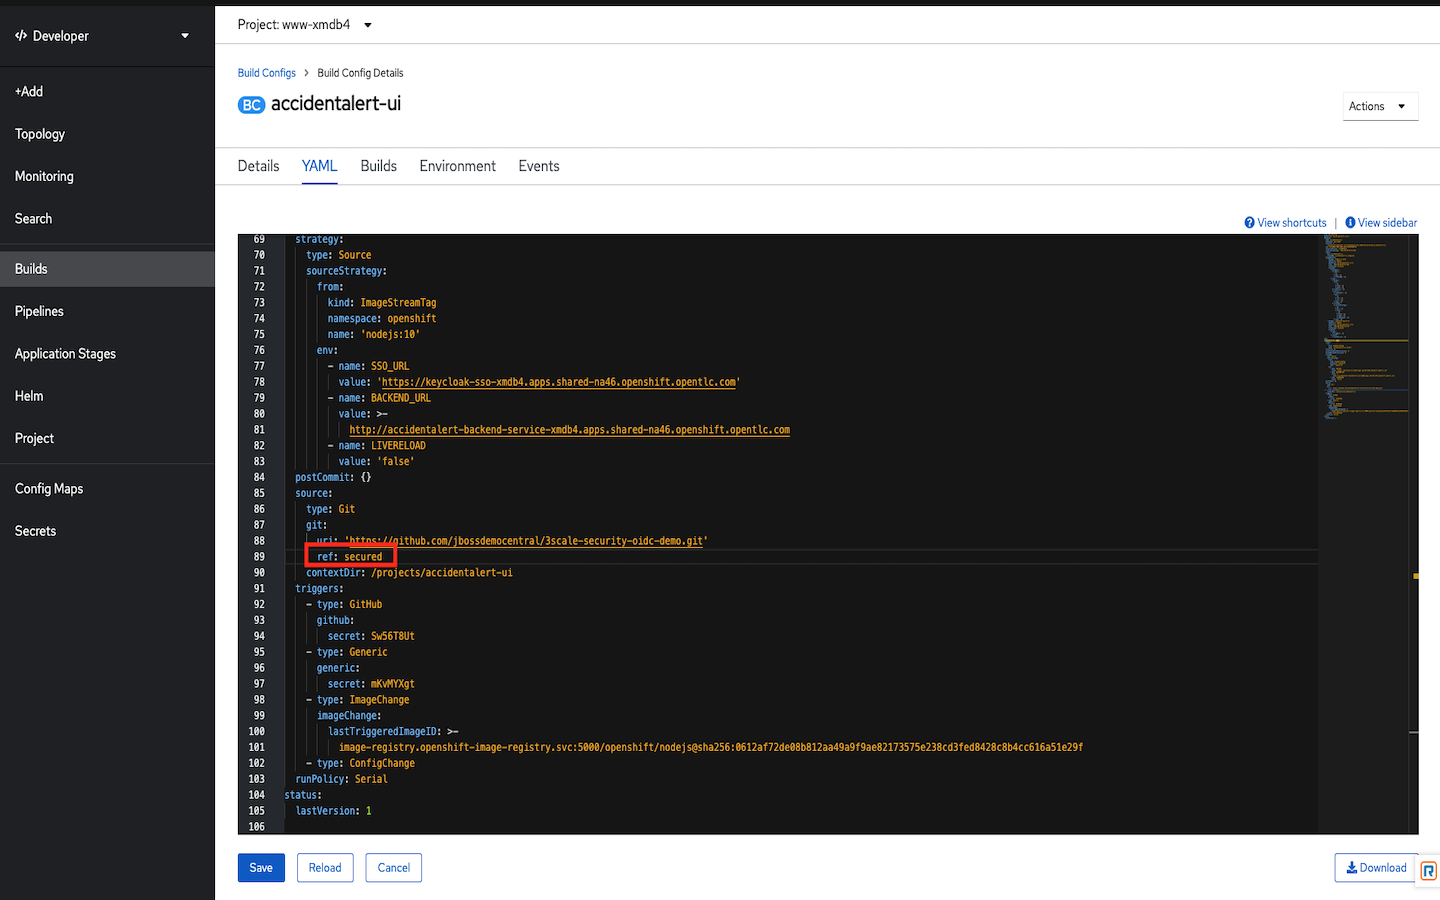 Developer
+Add
Topology
Monitoring
Search
Builds
Pipelines
Application Stages
Helm
Project
Config Maps
Secrets
Project: www-xmdb4
Build Configs > Build Config Details
BC accidentalert-ui
Actions
Details YAML Builds Environment Events
View shortcuts | View sidebar
69 strategy:
70 type: Source
71 sourceStrategy:
72 from:
73 kind: ImageStreamTag
74 namespace: openshift
75 name: 'nodejs:10'
76 env:
77 - name: SSO_URL
78 value: 'https://keycloak-sso-xmdb4.apps.shared-na46.openshift.opentlc.com'
79 - name: BACKEND_URL
80 value: >-
81 http://accidentalert-backend-service-xmdb4.apps.shared-na46.openshift.opentlc.com
82 - name: LIVERELOAD
83 value: 'false'
84 postCommit: {}
85 source:
86 type: Git
87 git:
88 uri: 'https://github.com/jbossdemocentral/3scale-security-oidc-demo.git'
89 ref: secured
90 contextDir: /projects/accidentalert-ui
91 triggers:
92 - type: GitHub
93 github:
94 secret: Sw56T8Ut
95 - type: Generic
96 generic:
97 secret: mKvMYXgt
98 - type: ImageChange
99 imageChange:
100 lastTriggeredImageID: >-
101 image-registry.openshift-image-registry.svc:5000/openshift/nodejs@sha256:0612af72de08b812aa49a9f9ae82173575e238cd3fed8428c8b4cc616a51e29f
102 - type: ConfigChange
103 runPolicy: Serial
104 status:
105 lastVersion: 1
106
Save Reload Cancel Download